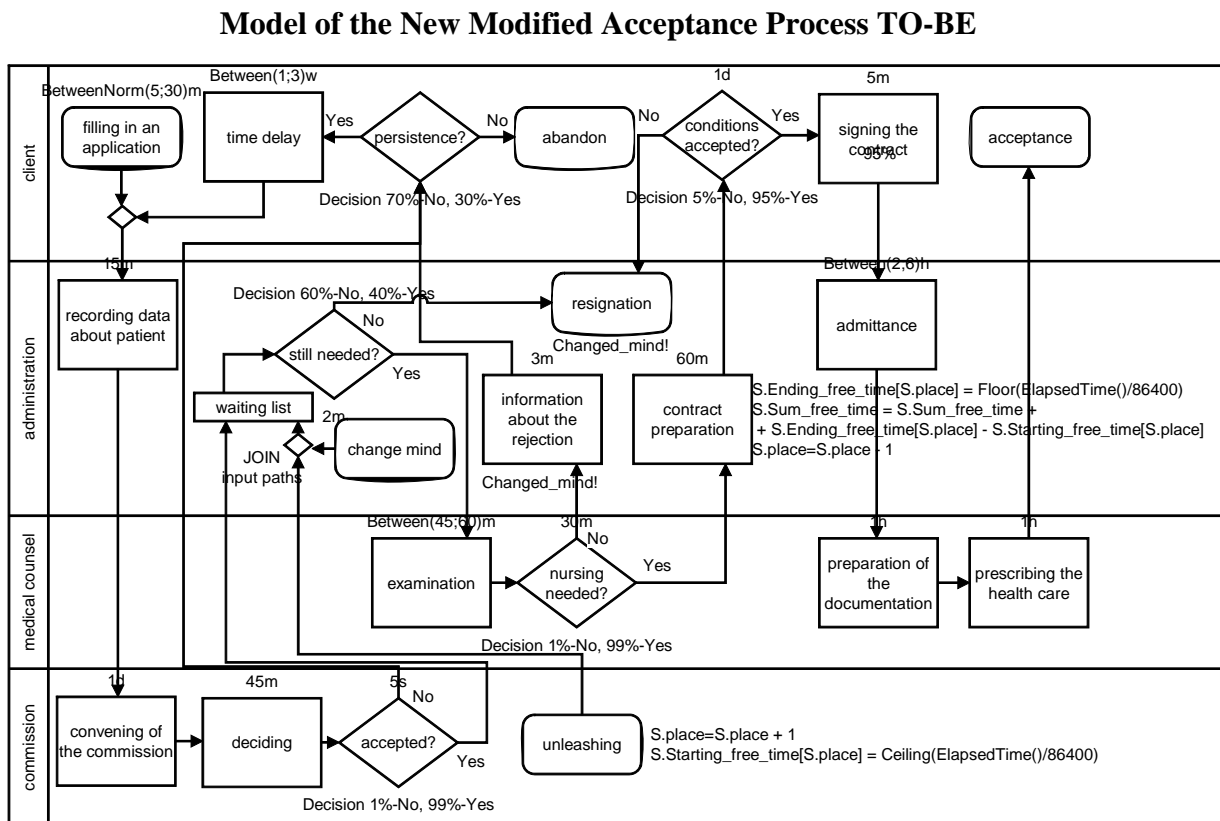 Model of the New Modified Acceptance Process TO-BE
client
BetweenNorm(5;30)m
filling in an
application
Between(1;3)w
time delay
Yes
persistence?
No
abandon
Decision 70%-No, 30%-Yes
1d
No
conditions
accepted?
Yes
Decision 5%-No, 95%-Yes
5m
signing the
contract
95%
acceptance
administration
15m
recording data
about patient
Decision 60%-No, 40%-Yes
No
still needed?
Yes
waiting list
2m
change mind
JOIN
input paths
resignation
Changed_mind!
3m
information
about the
rejection
Changed_mind!
60m
contract
preparation
Between(2,6)h
admittance
S.Ending_free_time[S.place] = Floor(ElapsedTime()/86400)
S.Sum_free_time = S.Sum_free_time +
+ S.Ending_free_time[S.place] - S.Starting_free_time[S.place]
S.place=S.place - 1
medical counsel
Between(45;60)m
examination
30m
No
nursing
needed?
Yes
Decision 1%-No, 99%-Yes
1h
preparation of
the
documentation
1h
prescribing the
health care
commission
1d
convening of
the commission
45m
deciding
5s
No
accepted?
Yes
Decision 1%-No, 99%-Yes
unleashing
S.place=S.place + 1
S.Starting_free_time[S.place] = Ceiling(ElapsedTime()/86400)